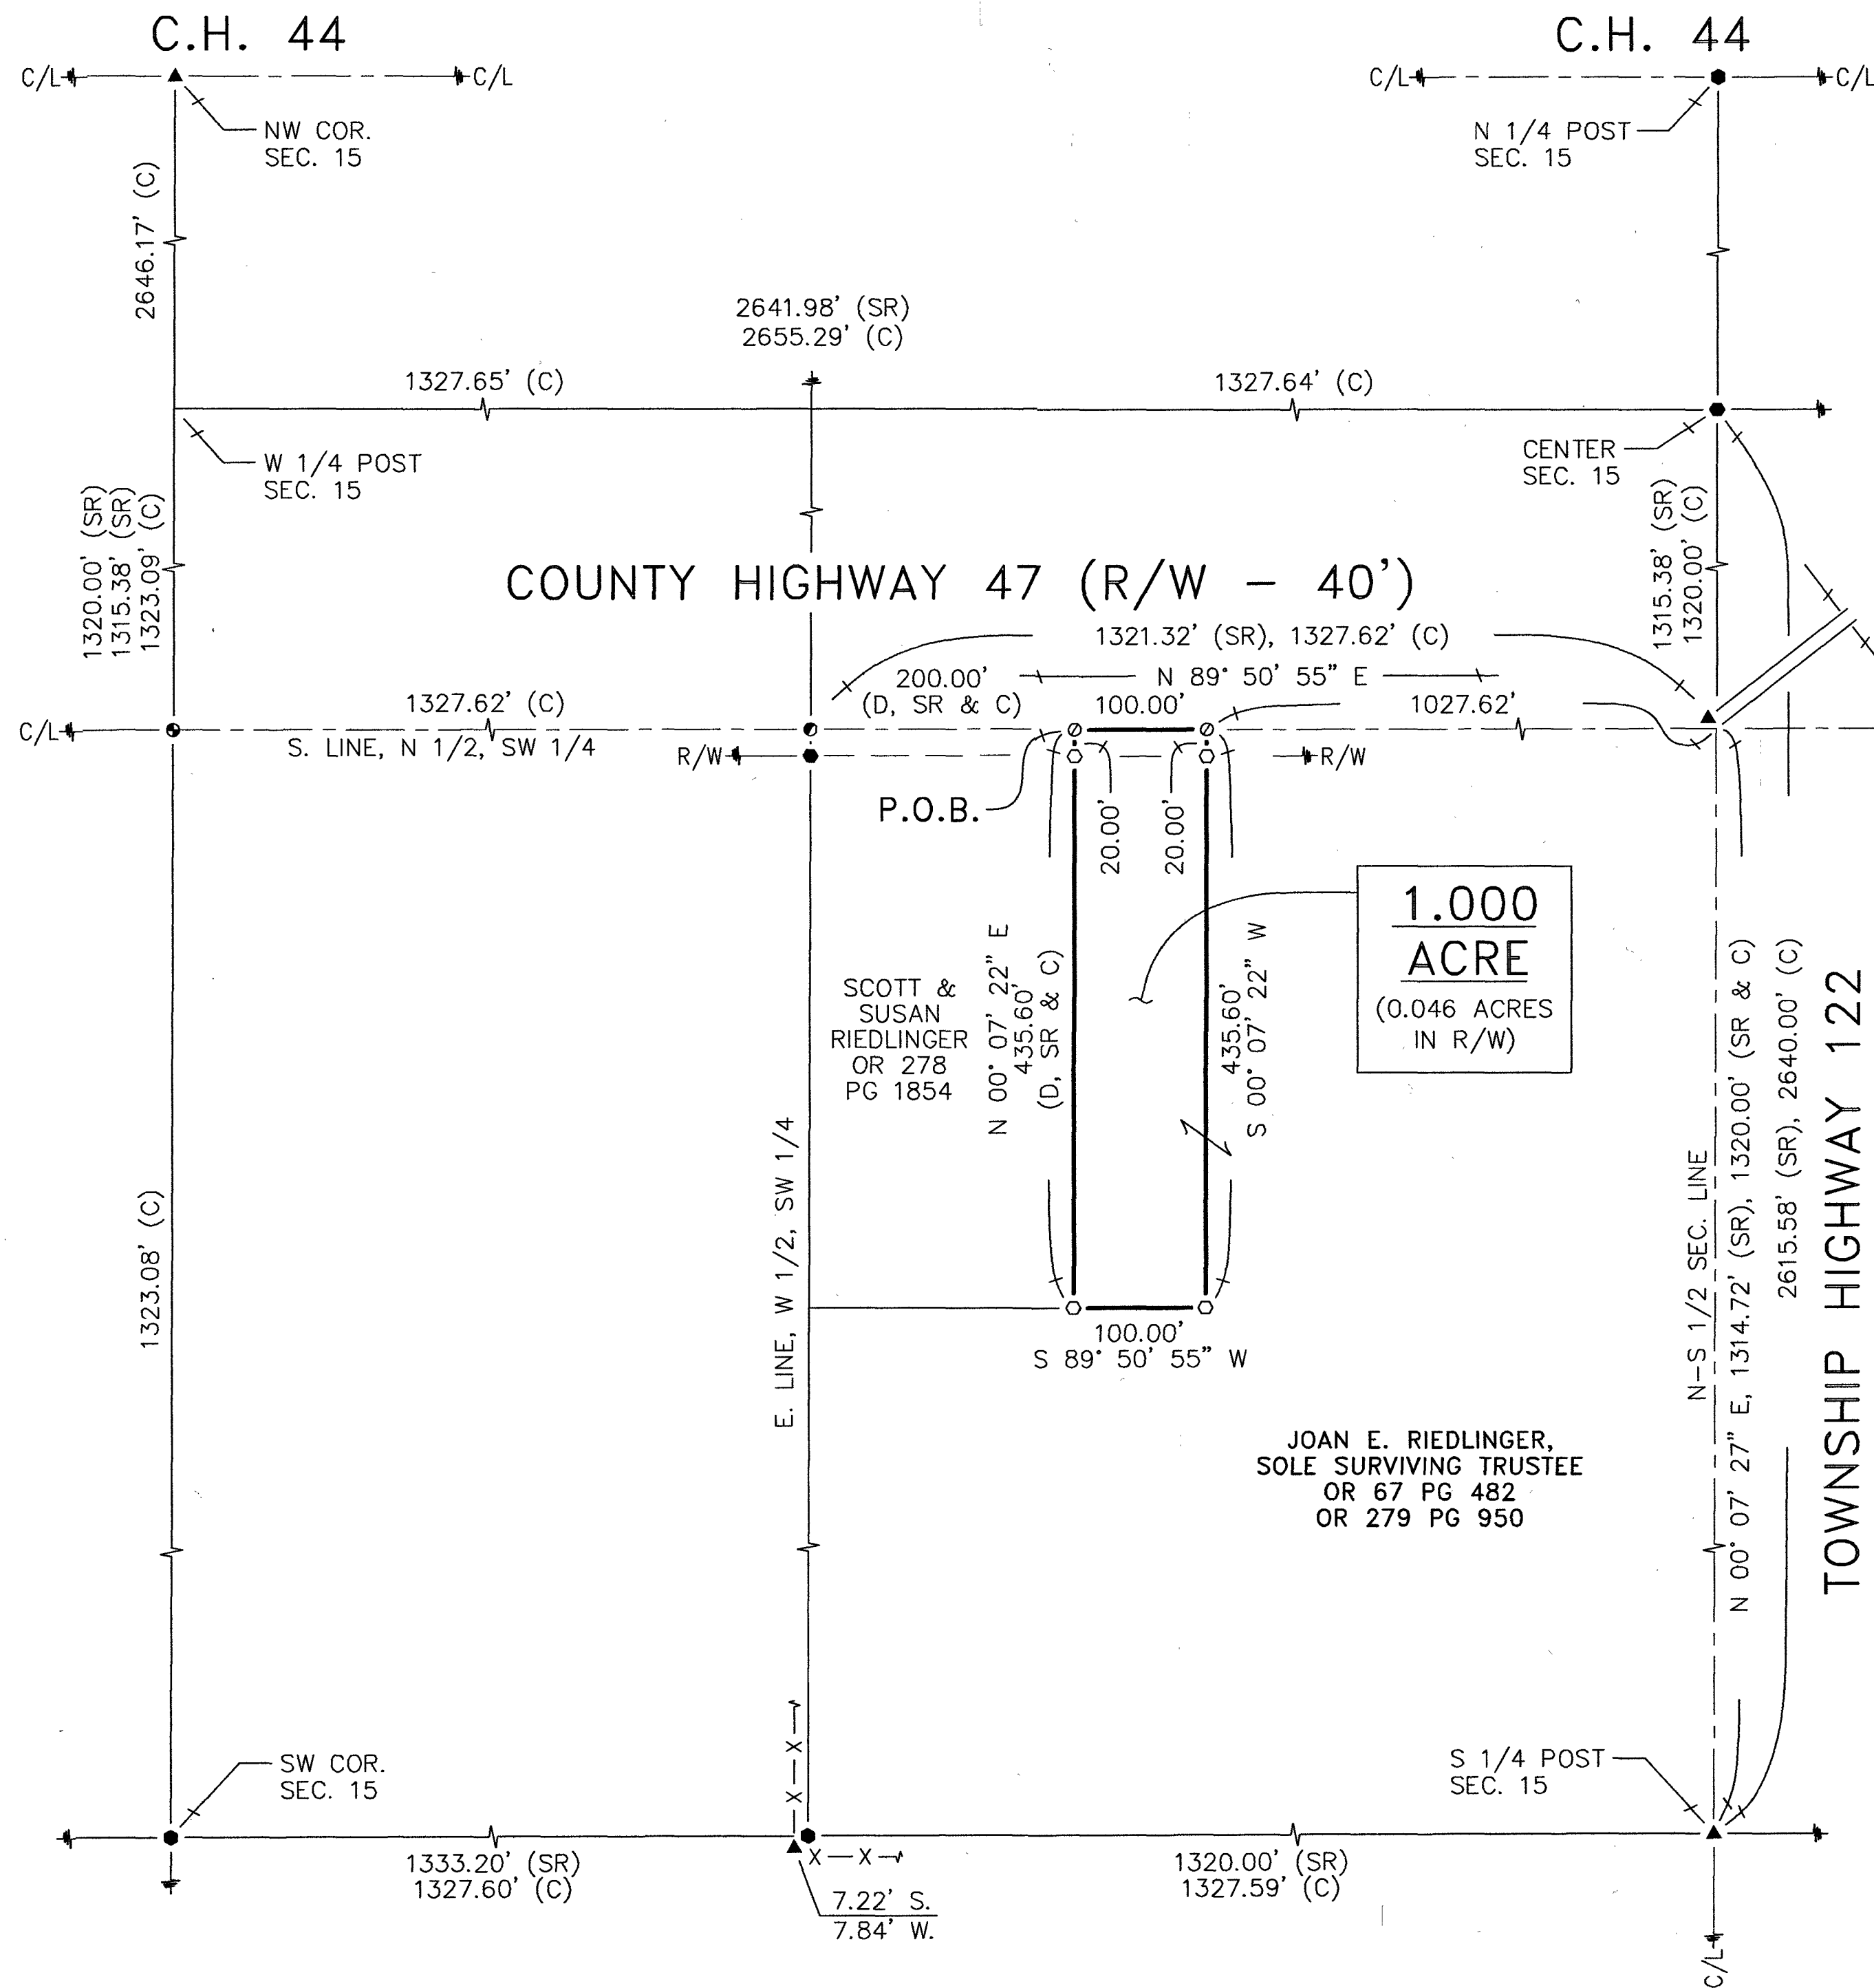 C.H. 44
C.H. 44
C/L
C/L
C/L
C/L
NW COR.
SEC. 15
N 1/4 POST
SEC. 15
2646.17' (C)
2641.98' (SR)
2655.29' (C)
1327.65' (C)
1327.64' (C)
W 1/4 POST
SEC. 15
CENTER
SEC. 15
1320.00' (SR)
1315.38' (SR)
1323.09' (C)
1315.38' (SR)
1320.00' (C)
COUNTY HIGHWAY 47 (R/W - 40')
1321.32' (SR), 1327.62' (C)
200.00'
(D, SR & C)
N 89° 50' 55" E
100.00'
1027.62'
1327.62' (C)
C/L
S. LINE, N 1/2, SW 1/4
R/W
R/W
P.O.B.
20.00'
20.00'
1.000
ACRE
(0.046 ACRES
IN R/W)
SCOTT &
SUSAN
RIEDLINGER
OR 278
PG 1854
N 00° 07' 22" E
435.60'
(D, SR & C)
435.60'
S 00° 07' 22" W
E. LINE, W 1/2, SW 1/4
1323.08' (C)
N-S 1/2 SEC. LINE
N 00° 07' 27" E, 1314.72' (SR), 1320.00' (SR & C)
2615.58' (SR), 2640.00' (C)
TOWNSHIP HIGHWAY 122
100.00'
S 89° 50' 55" W
JOAN E. RIEDLINGER,
SOLE SURVIVING TRUSTEE
OR 67 PG 482
OR 279 PG 950
SW COR.
SEC. 15
S 1/4 POST
SEC. 15
X X
X X
1333.20' (SR)
1327.60' (C)
1320.00' (SR)
1327.59' (C)
7.22' S.
7.84' W.
C/L